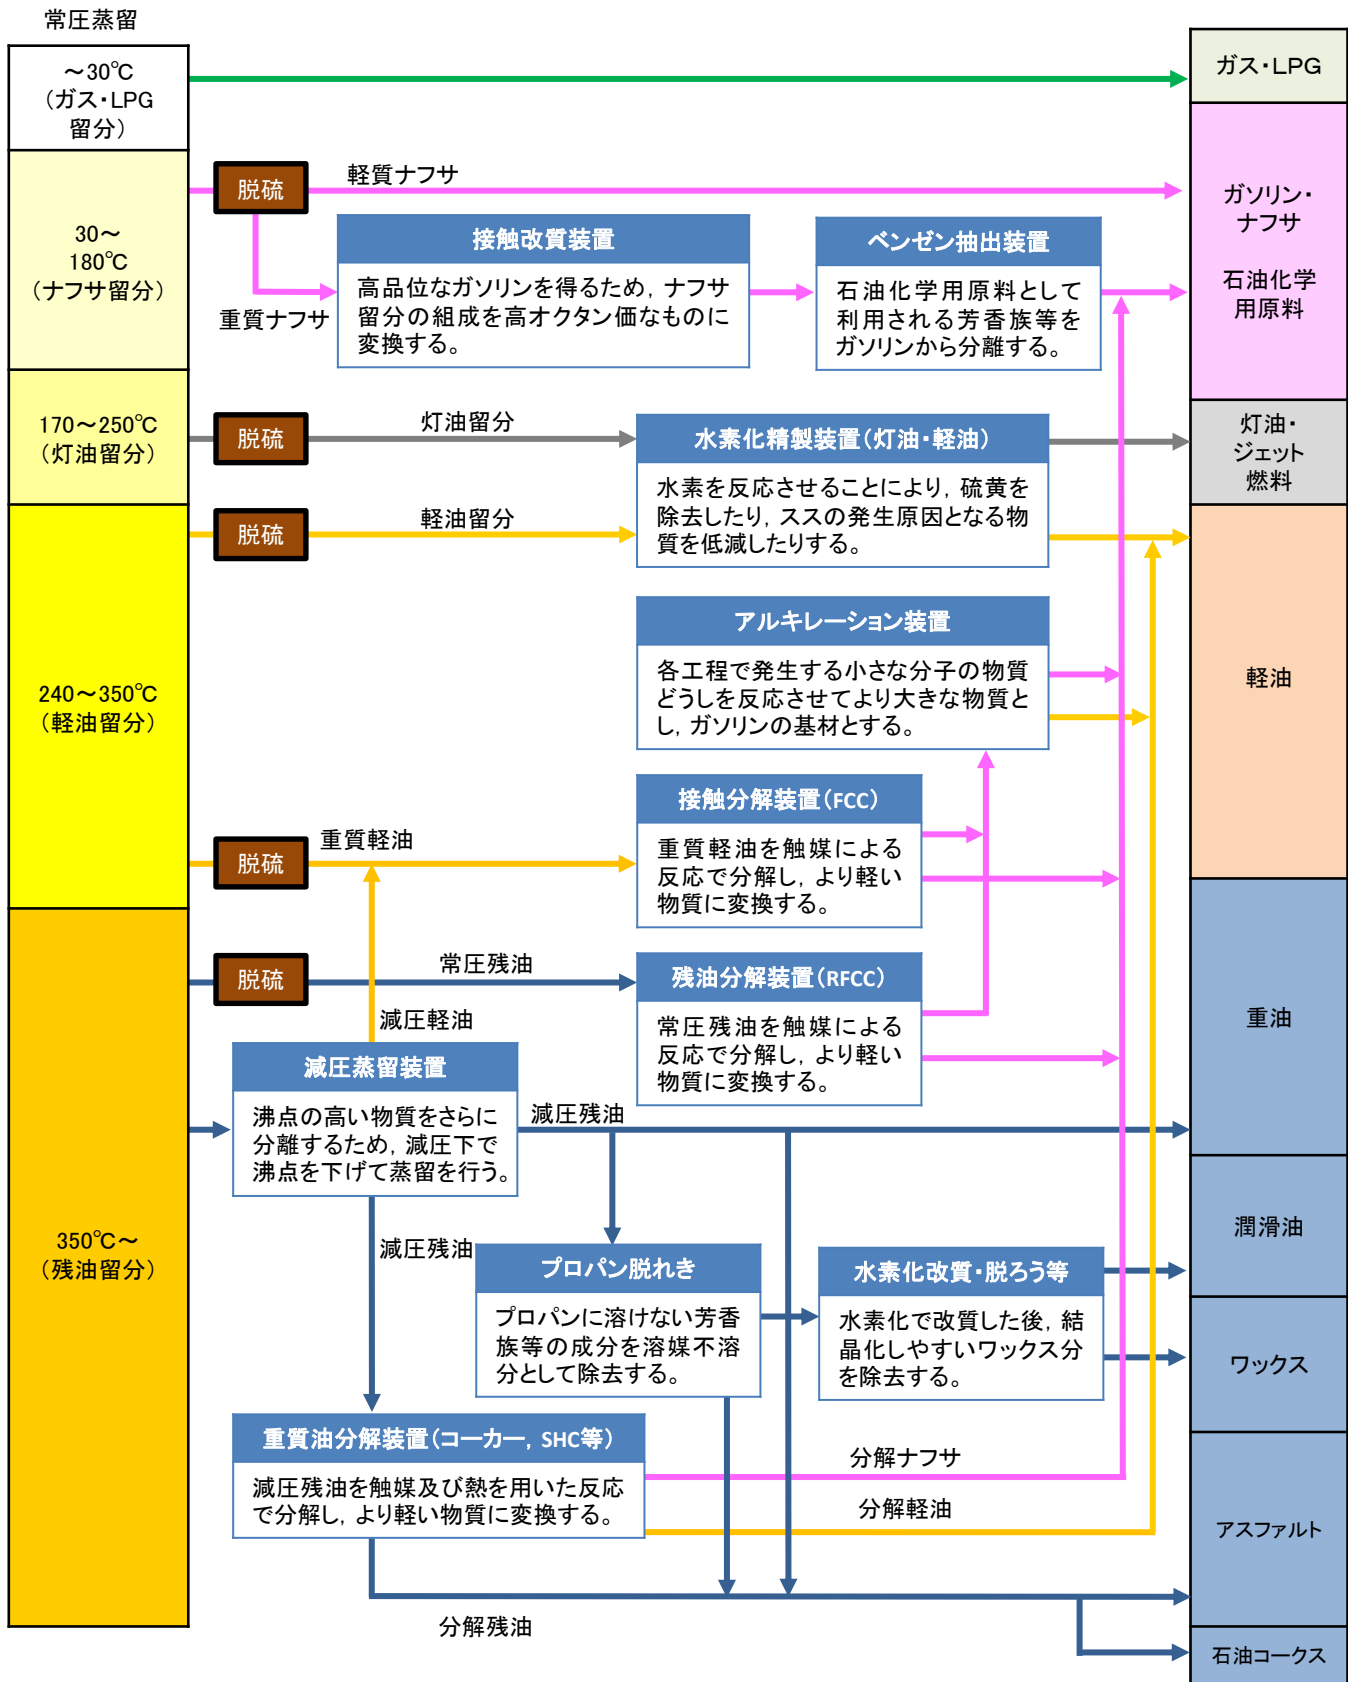 常圧蒸留
～30℃
（ガス・LPG
留分）
ガス・LPG
30～
180℃
（ナフサ留分）
脱硫
軽質ナフサ
重質ナフサ
接触改質装置
高品位なガソリンを得るため，ナフサ
留分の組成を高オクタン価なものに
変換する。
ベンゼン抽出装置
石油化学用原料として
利用される芳香族等を
ガソリンから分離する。
ガソリン・
ナフサ
石油化学
用原料
170～250℃
（灯油留分）
脱硫
灯油留分
水素化精製装置（灯油・軽油）
水素を反応させることにより，硫黄を
除去したり，ススの発生原因となる物
質を低減したりする。
灯油・
ジェット
燃料
脱硫
軽油留分
240～350℃
（軽油留分）
アルキレーション装置
各工程で発生する小さな分子の物質
どうしを反応させてより大きな物質と
し，ガソリンの基材とする。
軽油
脱硫
重質軽油
接触分解装置（FCC）
重質軽油を触媒による
反応で分解し，より軽い
物質に変換する。
脱硫
常圧残油
残油分解装置（RFCC）
常圧残油を触媒による
反応で分解し，より軽い
物質に変換する。
重油
減圧軽油
減圧蒸留装置
沸点の高い物質をさらに
分離するため，減圧下で
沸点を下げて蒸留を行う。
減圧残油
350℃～
（残油留分）
減圧残油
プロパン脱れき
プロパンに溶けない芳香
族等の成分を溶媒不溶
分として除去する。
水素化改質・脱ろう等
水素化で改質した後，結
晶化しやすいワックス分
を除去する。
潤滑油
ワックス
重質油分解装置（コーカー，SHC等）
減圧残油を触媒及び熱を用いた反応
で分解し，より軽い物質に変換する。
分解ナフサ
分解軽油
アスファルト
分解残油
石油コークス